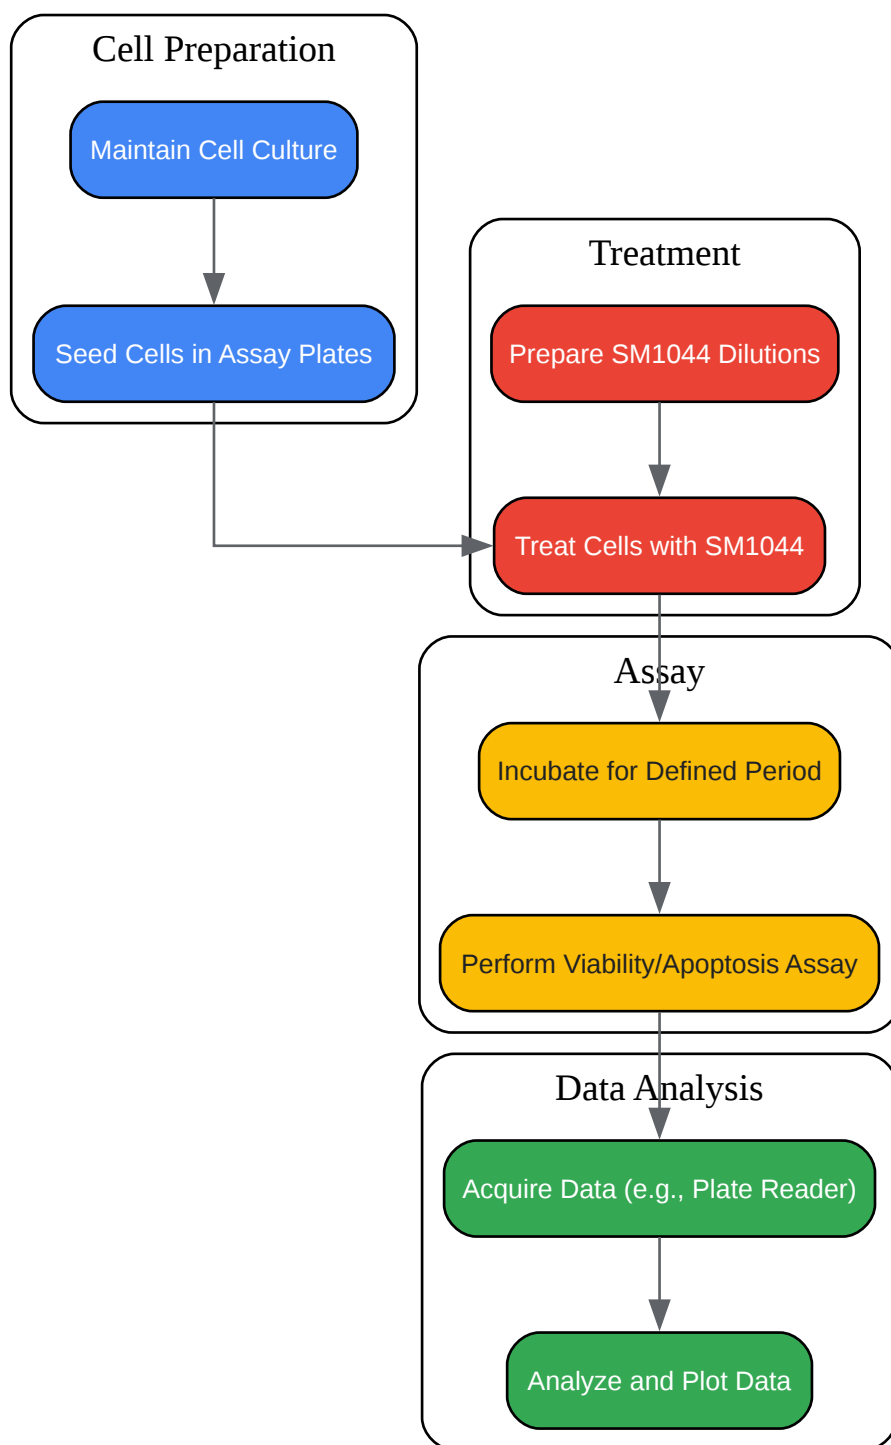 Cell Preparation
Maintain Cell Culture
Seed Cells in Assay Plates
Treatment
Prepare SM1044 Dilutions
Treat Cells with SM1044
Assay
Incubate for Defined Period
Perform Viability/Apoptosis Assay
Data Analysis
Acquire Data (e.g., Plate Reader)
Analyze and Plot Data